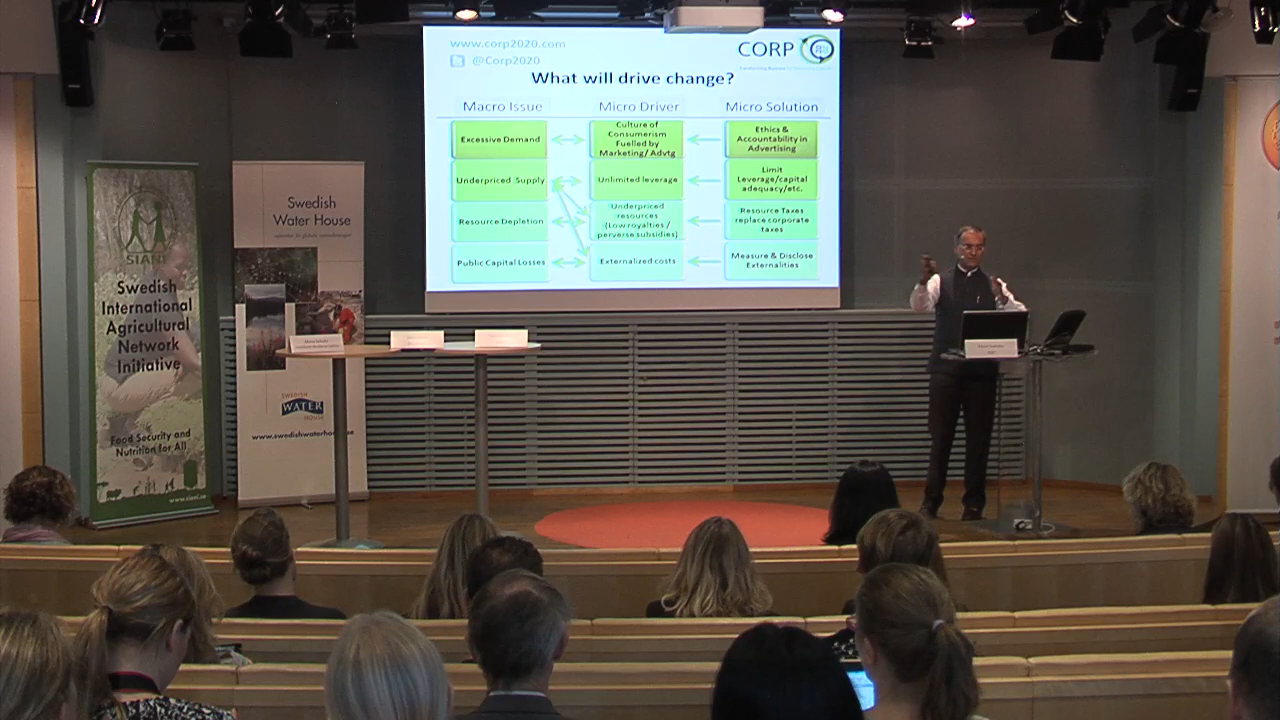 www.corp2020.com
@Corp2020
CORP
What will drive change?
Macro Issue
Micro Driver
Micro Solution
Excessive Demand
Culture of
Consumerism
Fuelled by
Marketing/ Advtg
Ethics &
Accountability in
Advertising
Underpriced Supply
Unlimited leverage
Limit
Leverage/capital
adequacy/etc.
Resource Depletion
Underpriced
resources
(Low royalties /
perverse subsidies)
Resource Taxes
replace corporate
taxes
Public Capital Losses
Externalized costs
Measure & Disclose
Externalities
SIANI
Swedish
International
Agricultural
Network
Initiative
Food Security and
Nutrition for All
www.siani.se
Swedish
Water House
SWEDISH
WATER
HOUSE
www.swedishwaterhouse.se